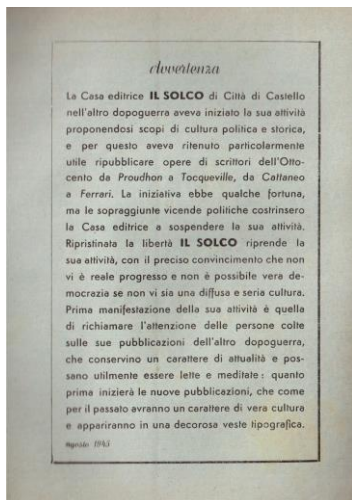 Avvertenza
La Casa editrice IL SOLCO di Città di Castello
nell'altro dopoguerra aveva iniziato la sua attività
proponendosi scopi di cultura politica e storica,
e per questo aveva ritenuto particolarmente
utile ripubblicare opere di scrittori dell'Otto-
cento da Proudhon a Tocqueville, da Cattaneo
a Ferrari. La iniziativa ebbe qualche fortuna,
ma le sopraggiunte vicende politiche costrinsero
la Casa editrice a sospendere la sua attività.
Ripristinata la libertà IL SOLCO riprende la
sua attività, con il preciso convincimento che non
vi è reale progresso e non è possibile vera de-
mocrazia se non vi sia una diffusa e seria cultura.
Prima manifestazione della sua attività è quella
di richiamare l'attenzione delle persone colte
sulle sue pubblicazioni dell'altro dopoguerra,
che conservino un carattere di attualità e pos-
sano utilmente essere lette e meditate: quanto
prima inizierà le nuove pubblicazioni, che come
per il passato avranno un carattere di vera cultura
e appariranno in una decorosa veste tipografica.
Agosto 1945